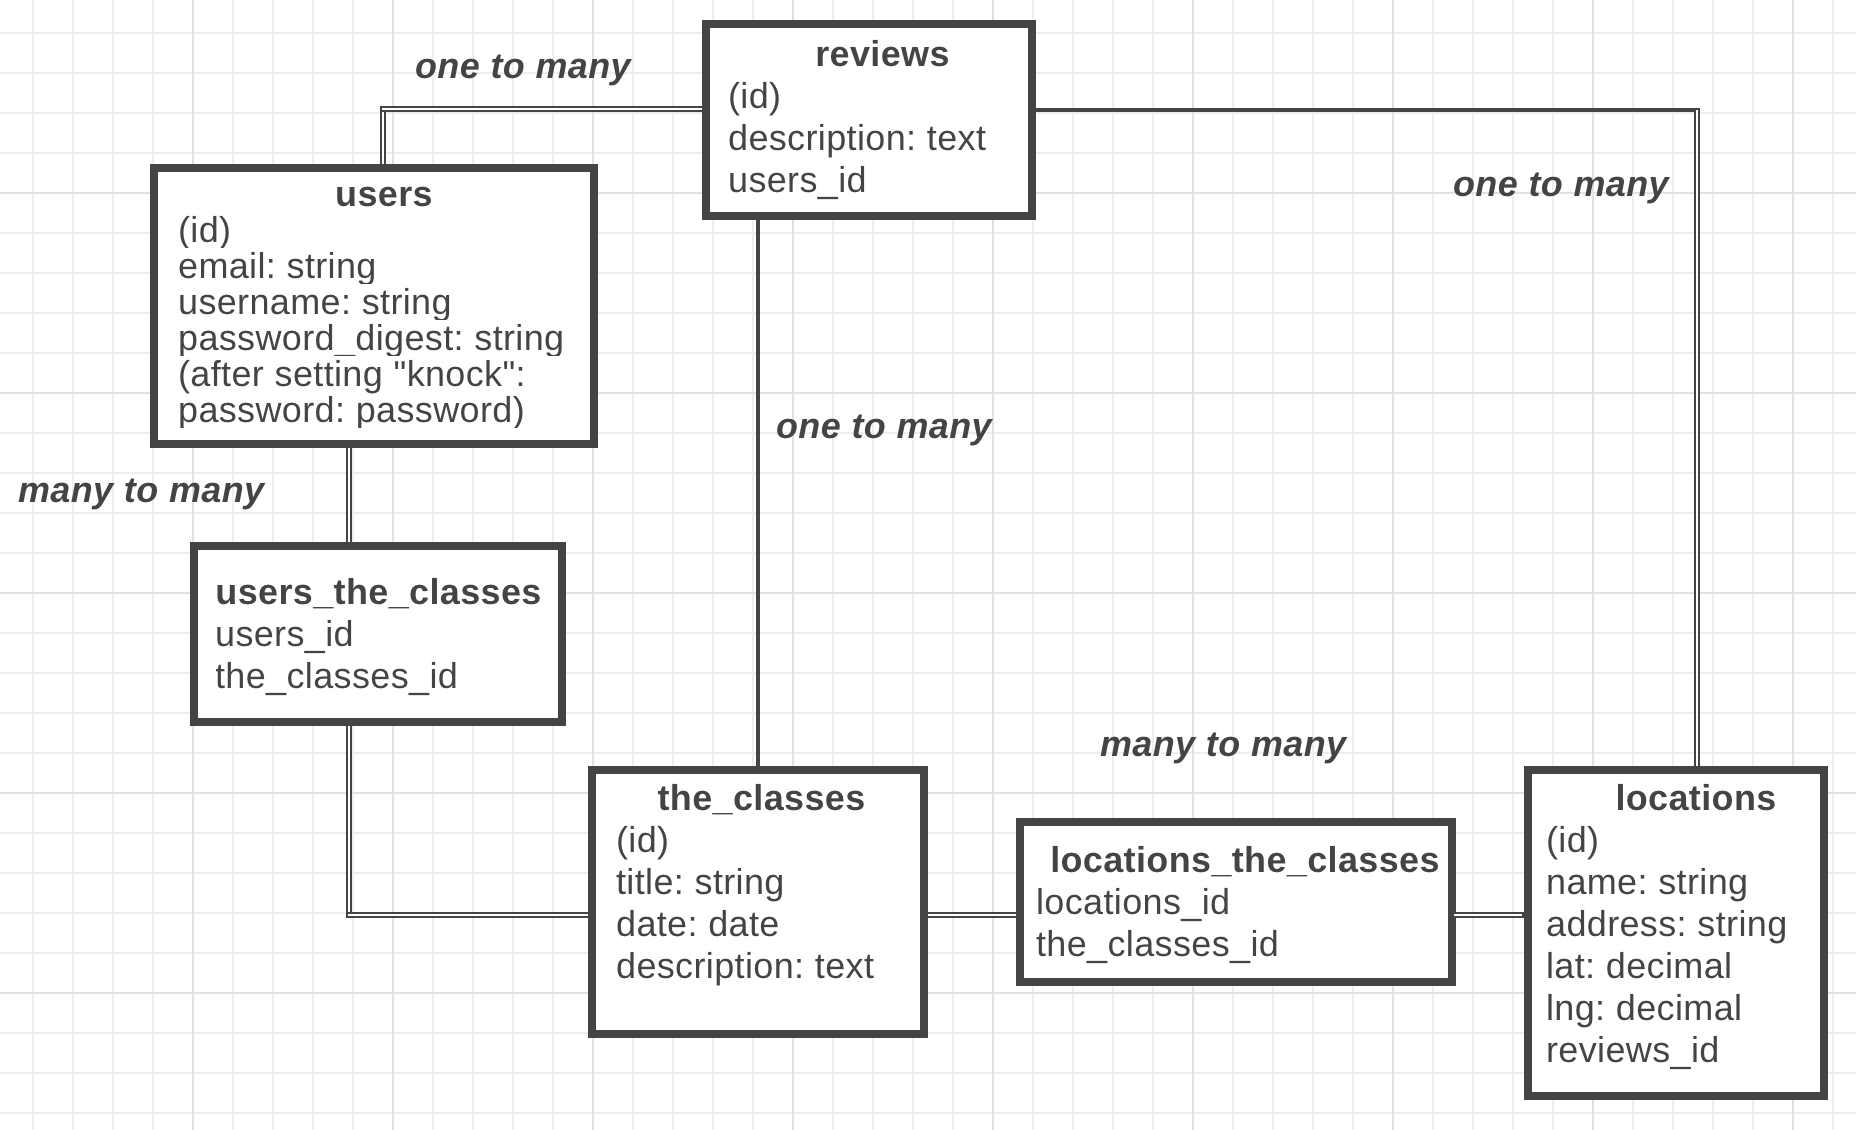 one to many
reviews
(id)
description: text
users_id
one to many
users
(id)
email: string
username: string
password_digest: string
(after setting "knock":
password: password)
one to many
many to many
users_the_classes
users_id
the_classes_id
many to many
the_classes
(id)
title: string
date: date
description: text
locations_the_classes
locations_id
the_classes_id
locations
(id)
name: string
address: string
lat: decimal
lng: decimal
reviews_id